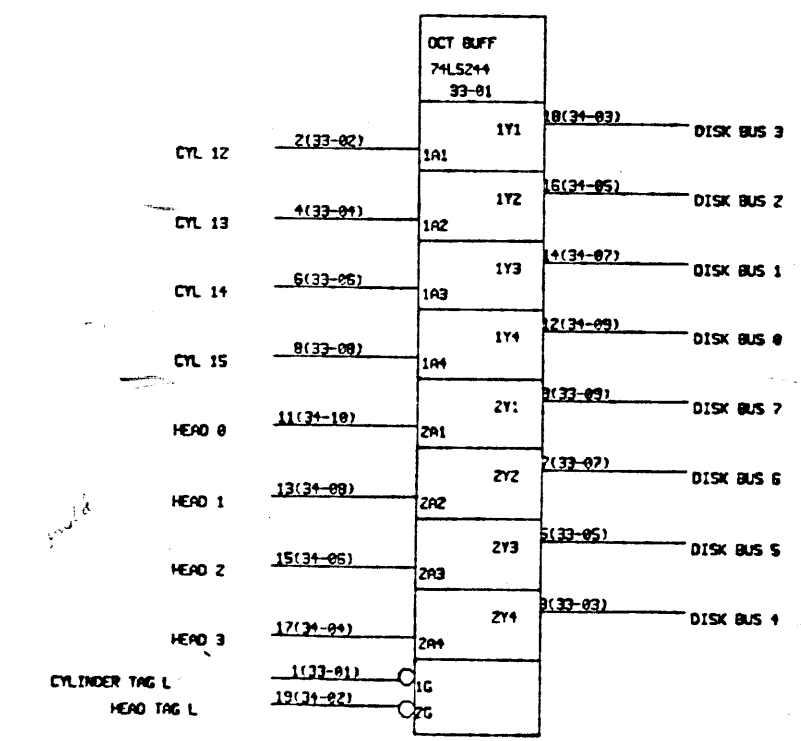 OCT BUFF
74LS244
33-01
18(34-03)
1Y1
DISK BUS 3
2(33-02)
CYL 12
1A1
16(34-05)
1Y2
DISK BUS 2
4(33-04)
CYL 13
1A2
14(34-07)
1Y3
DISK BUS 1
6(33-06)
CYL 14
1A3
12(34-09)
1Y4
DISK BUS 0
8(33-08)
CYL 15
1A4
9(33-09)
2Y1
DISK BUS 7
11(34-10)
HEAD 0
2A1
7(33-07)
2Y2
DISK BUS 6
13(34-08)
HEAD 1
2A2
5(33-05)
2Y3
DISK BUS 5
15(34-06)
HEAD 2
2A3
3(33-03)
2Y4
DISK BUS 4
17(34-04)
HEAD 3
2A4
1(33-01)
CYLINDER TAG L
1G
19(34-02)
HEAD TAG L
2G